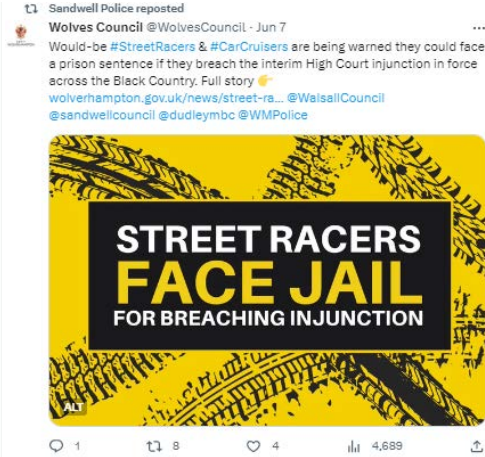 Sandwell Police reposted
Wolves Council @WolvesCouncil · Jun 7
Would-be #StreetRacers & #CarCruisers are being warned they could face
a prison sentence if they breach the interim High Court injunction in force
across the Black Country. Full story 👉
wolverhampton.gov.uk/news/street-ra... @WalsallCouncil
@sandwellcouncil @dudleymbc @WMPolice
STREET RACERS
FACE JAIL
FOR BREACHING INJUNCTION
ALT
1 8 4 4,689